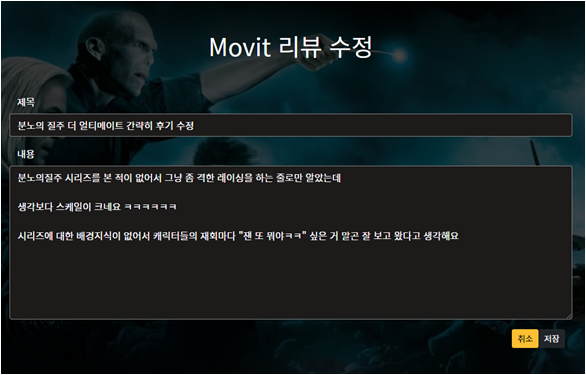 Movit 리뷰 수정
제목
분노의 질주 더 얼티메이트 간략히 후기 수정
내용
분노의질주 시리즈를 본 적이 없어서 그냥 좀 격한 레이싱을 하는 줄로만 알았는데
생각보다 스케일이 크네요 ㅋㅋㅋㅋㅋㅋ
시리즈에 대한 배경지식이 없어서 캐릭터들의 재회마다 "쟨 또 뭐야ㅋㅋ" 싶은 거 말곤 잘 보고 왔다고 생각해요
취소 저장